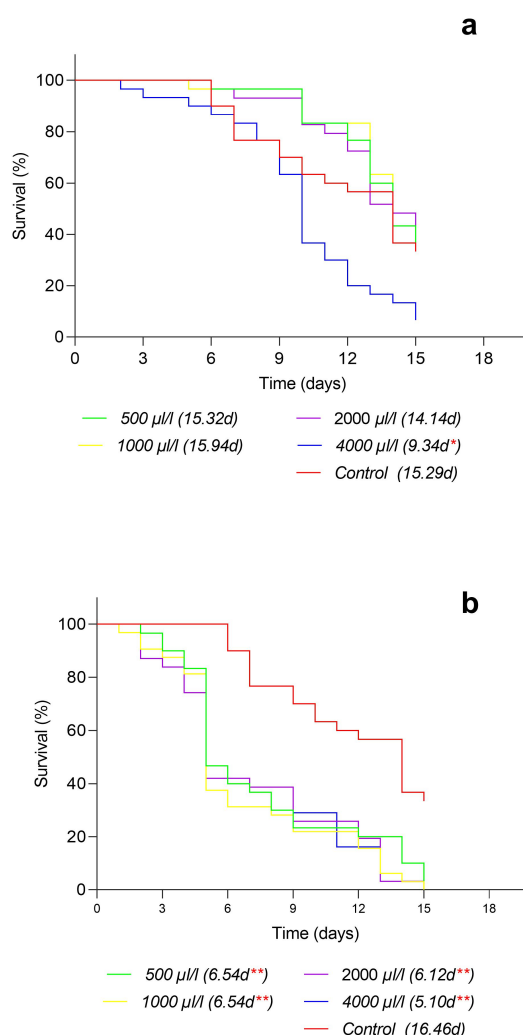 a
Survival (%)
100
80
60
40
20
0
0 3 6 9 12 15 18
Time (days)
500 µl/l (15.32d) 2000 µl/l (14.14d)
1000 µl/l (15.94d) 4000 µl/l (9.34d*)
Control (15.29d)
b
Survival (%)
100
80
60
40
20
0
0 3 6 9 12 15 18
Time (days)
500 µl/l (6.54d**) 2000 µl/l (6.12d**)
1000 µl/l (6.54d**) 4000 µl/l (5.10d**)
Control (16.46d)